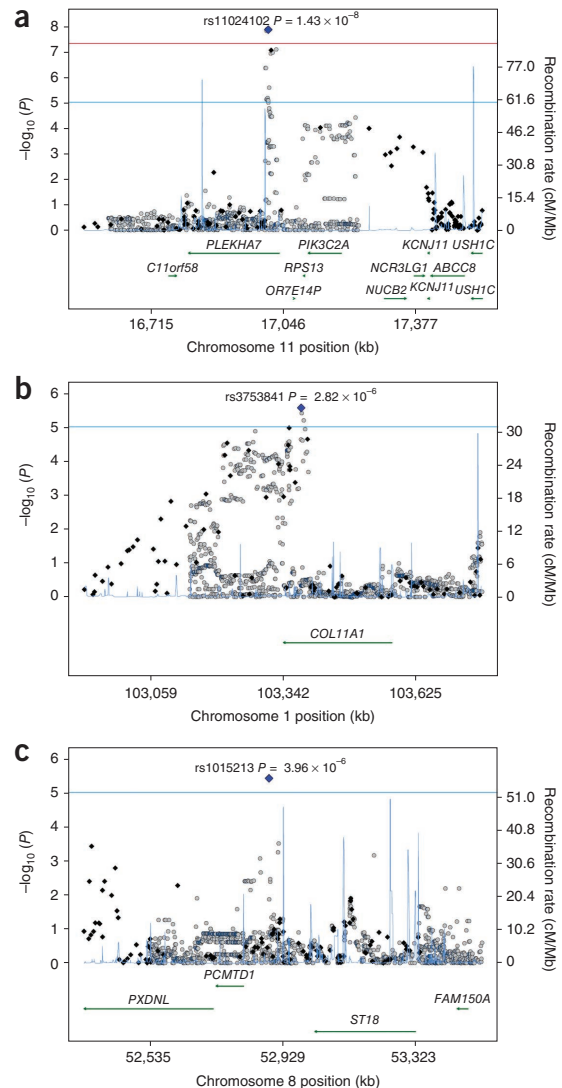 a
rs11024102 P = 1.43 × 10⁻⁸
8
7
6
5
4
3
2
1
0
−log₁₀ (P)
77.0
61.6
46.2
30.8
15.4
0
Recombination rate (cM/Mb)
PLEKHA7
PIK3C2A
KCNJ11
USH1C
C11orf58
RPS13
NCR3LG1
ABCC8
OR7E14P
NUCB2
KCNJ11
USH1C
16,715
17,046
17,377
Chromosome 11 position (kb)
b
rs3753841 P = 2.82 × 10⁻⁶
6
5
4
3
2
1
0
−log₁₀ (P)
30
24
18
12
6
0
Recombination rate (cM/Mb)
COL11A1
103,059
103,342
103,625
Chromosome 1 position (kb)
c
rs1015213 P = 3.96 × 10⁻⁶
6
5
4
3
2
1
0
−log₁₀ (P)
51.0
40.8
30.6
20.4
10.2
0
Recombination rate (cM/Mb)
PCMTD1
PXDNL
FAM150A
ST18
52,535
52,929
53,323
Chromosome 8 position (kb)